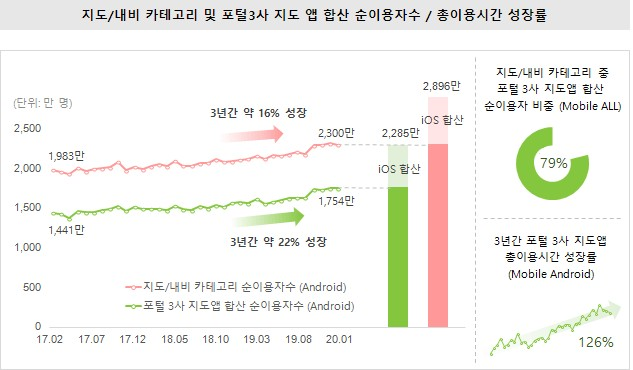 지도/내비 카테고리 및 포털3사 지도 앱 합산 순이용자수 / 총이용시간 성장률
(단위: 만 명)
2,896만
3년간 약 16% 성장
iOS 합산
2,500
2,300만
2,285만
1,983만
2,000
iOS 합산
1,500
1,754만
1,441만
3년간 약 22% 성장
1,000
지도/내비 카테고리 순이용자수 (Android)
500
포털 3사 지도앱 합산 순이용자수 (Android)
0
17.02 17.07 17.12 18.05 18.10 19.03 19.08 20.01
지도/내비 카테고리 중
포털 3사 지도앱 합산
순이용자 비중 (Mobile ALL)
79%
3년간 포털 3사 지도앱
총이용시간 성장률
(Mobile Android)
126%